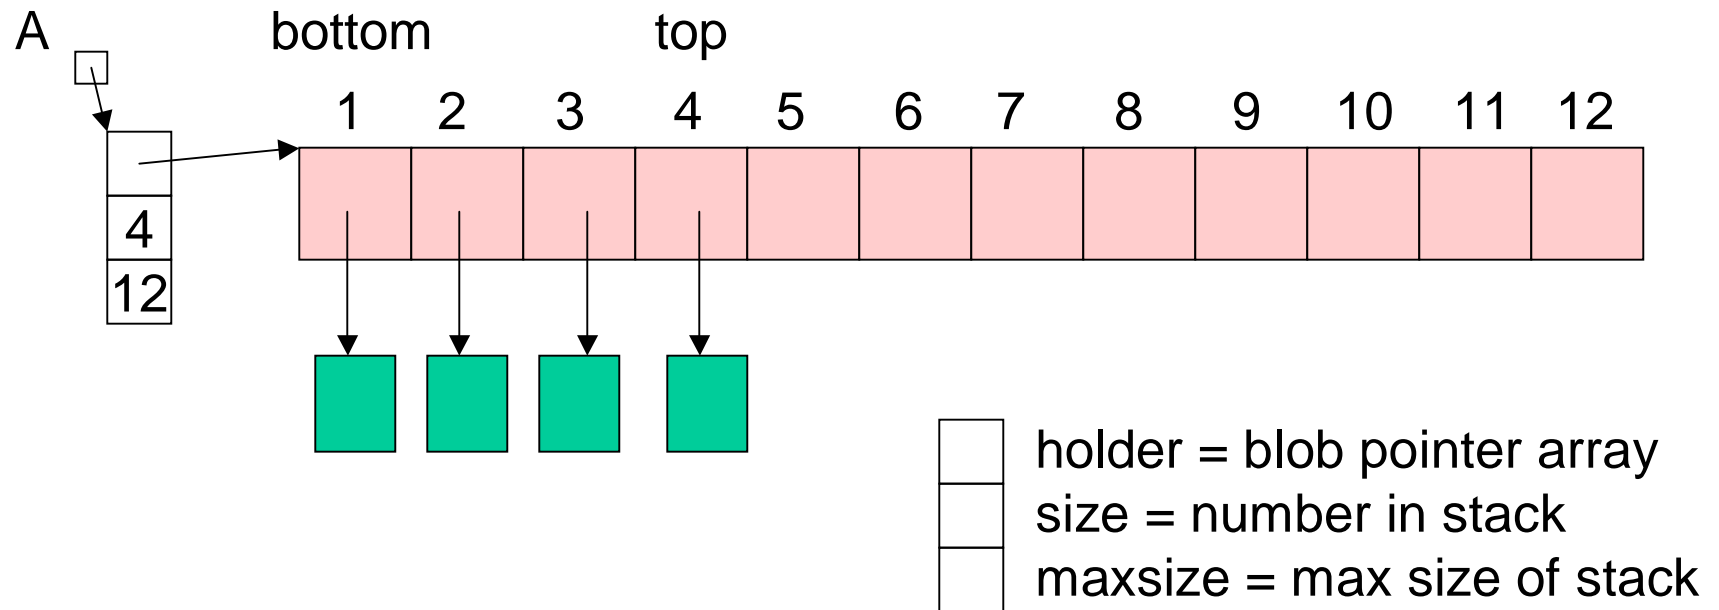 A bottom top
1 2 3 4 5 6 7 8 9 10 11 12
4
12
holder = blob pointer array
size = number in stack
maxsize = max size of stack